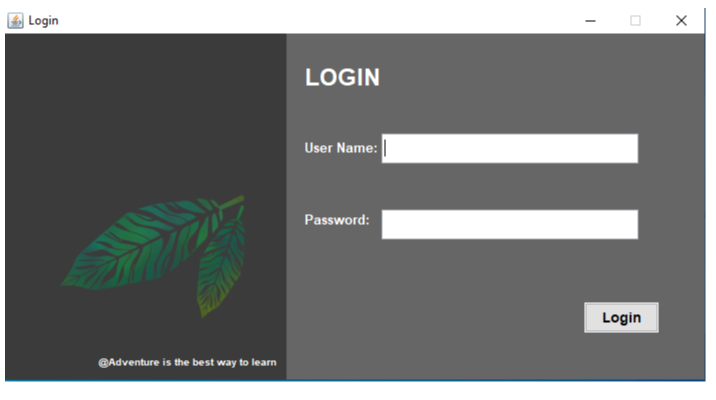 Login
LOGIN
User Name:
Password:
Login
@Adventure is the best way to learn